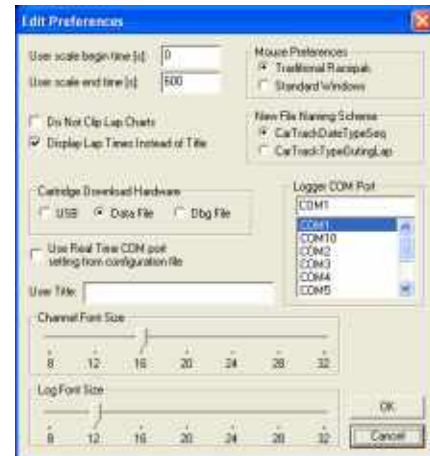 Edit Preferences
User scale begin time [s]: 0
User scale end time [s]: 600
Mouse Preferences
Traditional Racepak
Standard Windows
Do Not Clip Lap Charts
Display Lap Times Instead of Title
New File Naming Scheme
CarTrackDateTypeSeq
CarTrackTypeOutingLap
Cartridge Download Hardware
USB Data File Dbg File
Logger COM Port
COM1
COM1
COM10
COM2
COM3
COM4
COM5
Use Real Time COM port
setting from configuration file
User Title:
Channel Font Size
8 12 16 20 24 28 32
Log Font Size
8 12 16 20 24 28 32
OK
Cancel